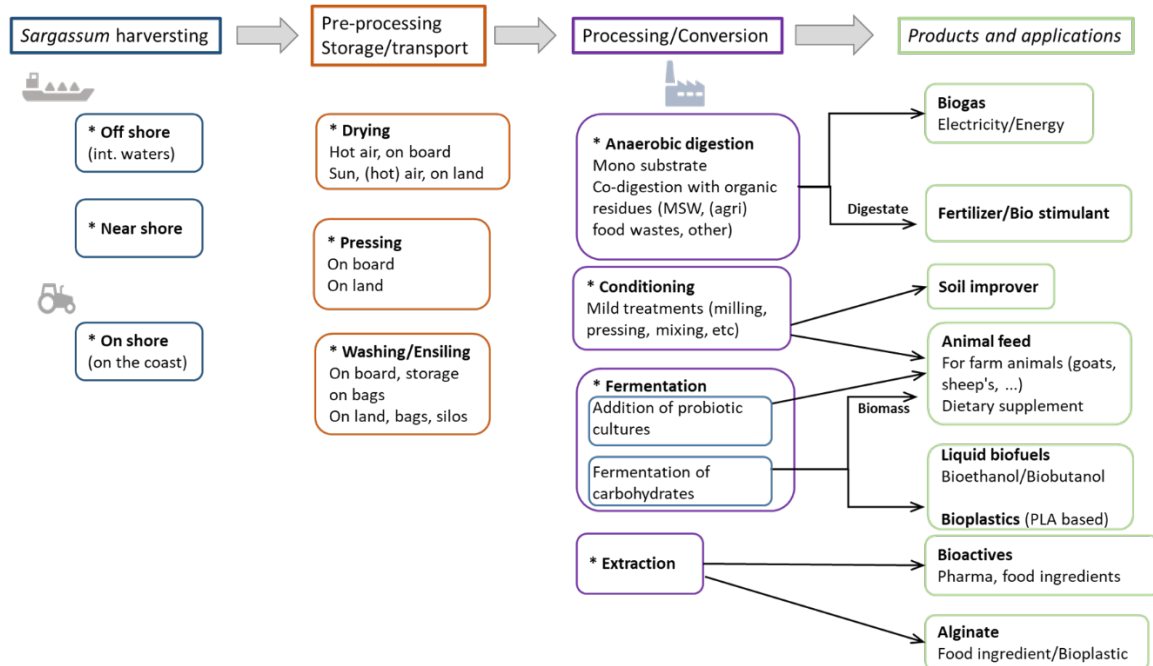 Sargassum harversting
Pre-processing
Storage/transport
Processing/Conversion
Products and applications
* Off shore
(int. waters)
* Near shore
* On shore
(on the coast)
* Drying
Hot air, on board
Sun, (hot) air, on land
* Pressing
On board
On land
* Washing/Ensiling
On board, storage
on bags
On land, bags, silos
* Anaerobic digestion
Mono substrate
Co-digestion with organic
residues (MSW, (agri)
food wastes, other)
* Conditioning
Mild treatments (milling,
pressing, mixing, etc)
* Fermentation
Addition of probiotic
cultures
Fermentation of
carbohydrates
* Extraction
Digestate
Biomass
Biogas
Electricity/Energy
Fertilizer/Bio stimulant
Soil improver
Animal feed
For farm animals (goats,
sheep's, ...)
Dietary supplement
Liquid biofuels
Bioethanol/Biobutanol
Bioplastics (PLA based)
Bioactives
Pharma, food ingredients
Alginate
Food ingredient/Bioplastic